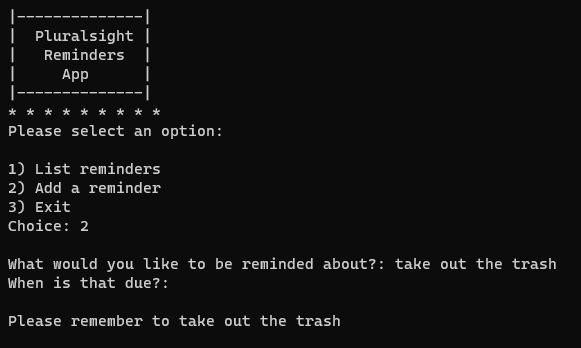 |--------------|
|  Pluralsight |
|   Reminders  |
|     App      |
|--------------|
* * * * * * * * *
Please select an option:

1) List reminders
2) Add a reminder
3) Exit
Choice: 2

What would you like to be reminded about?: take out the trash
When is that due?:

Please remember to take out the trash